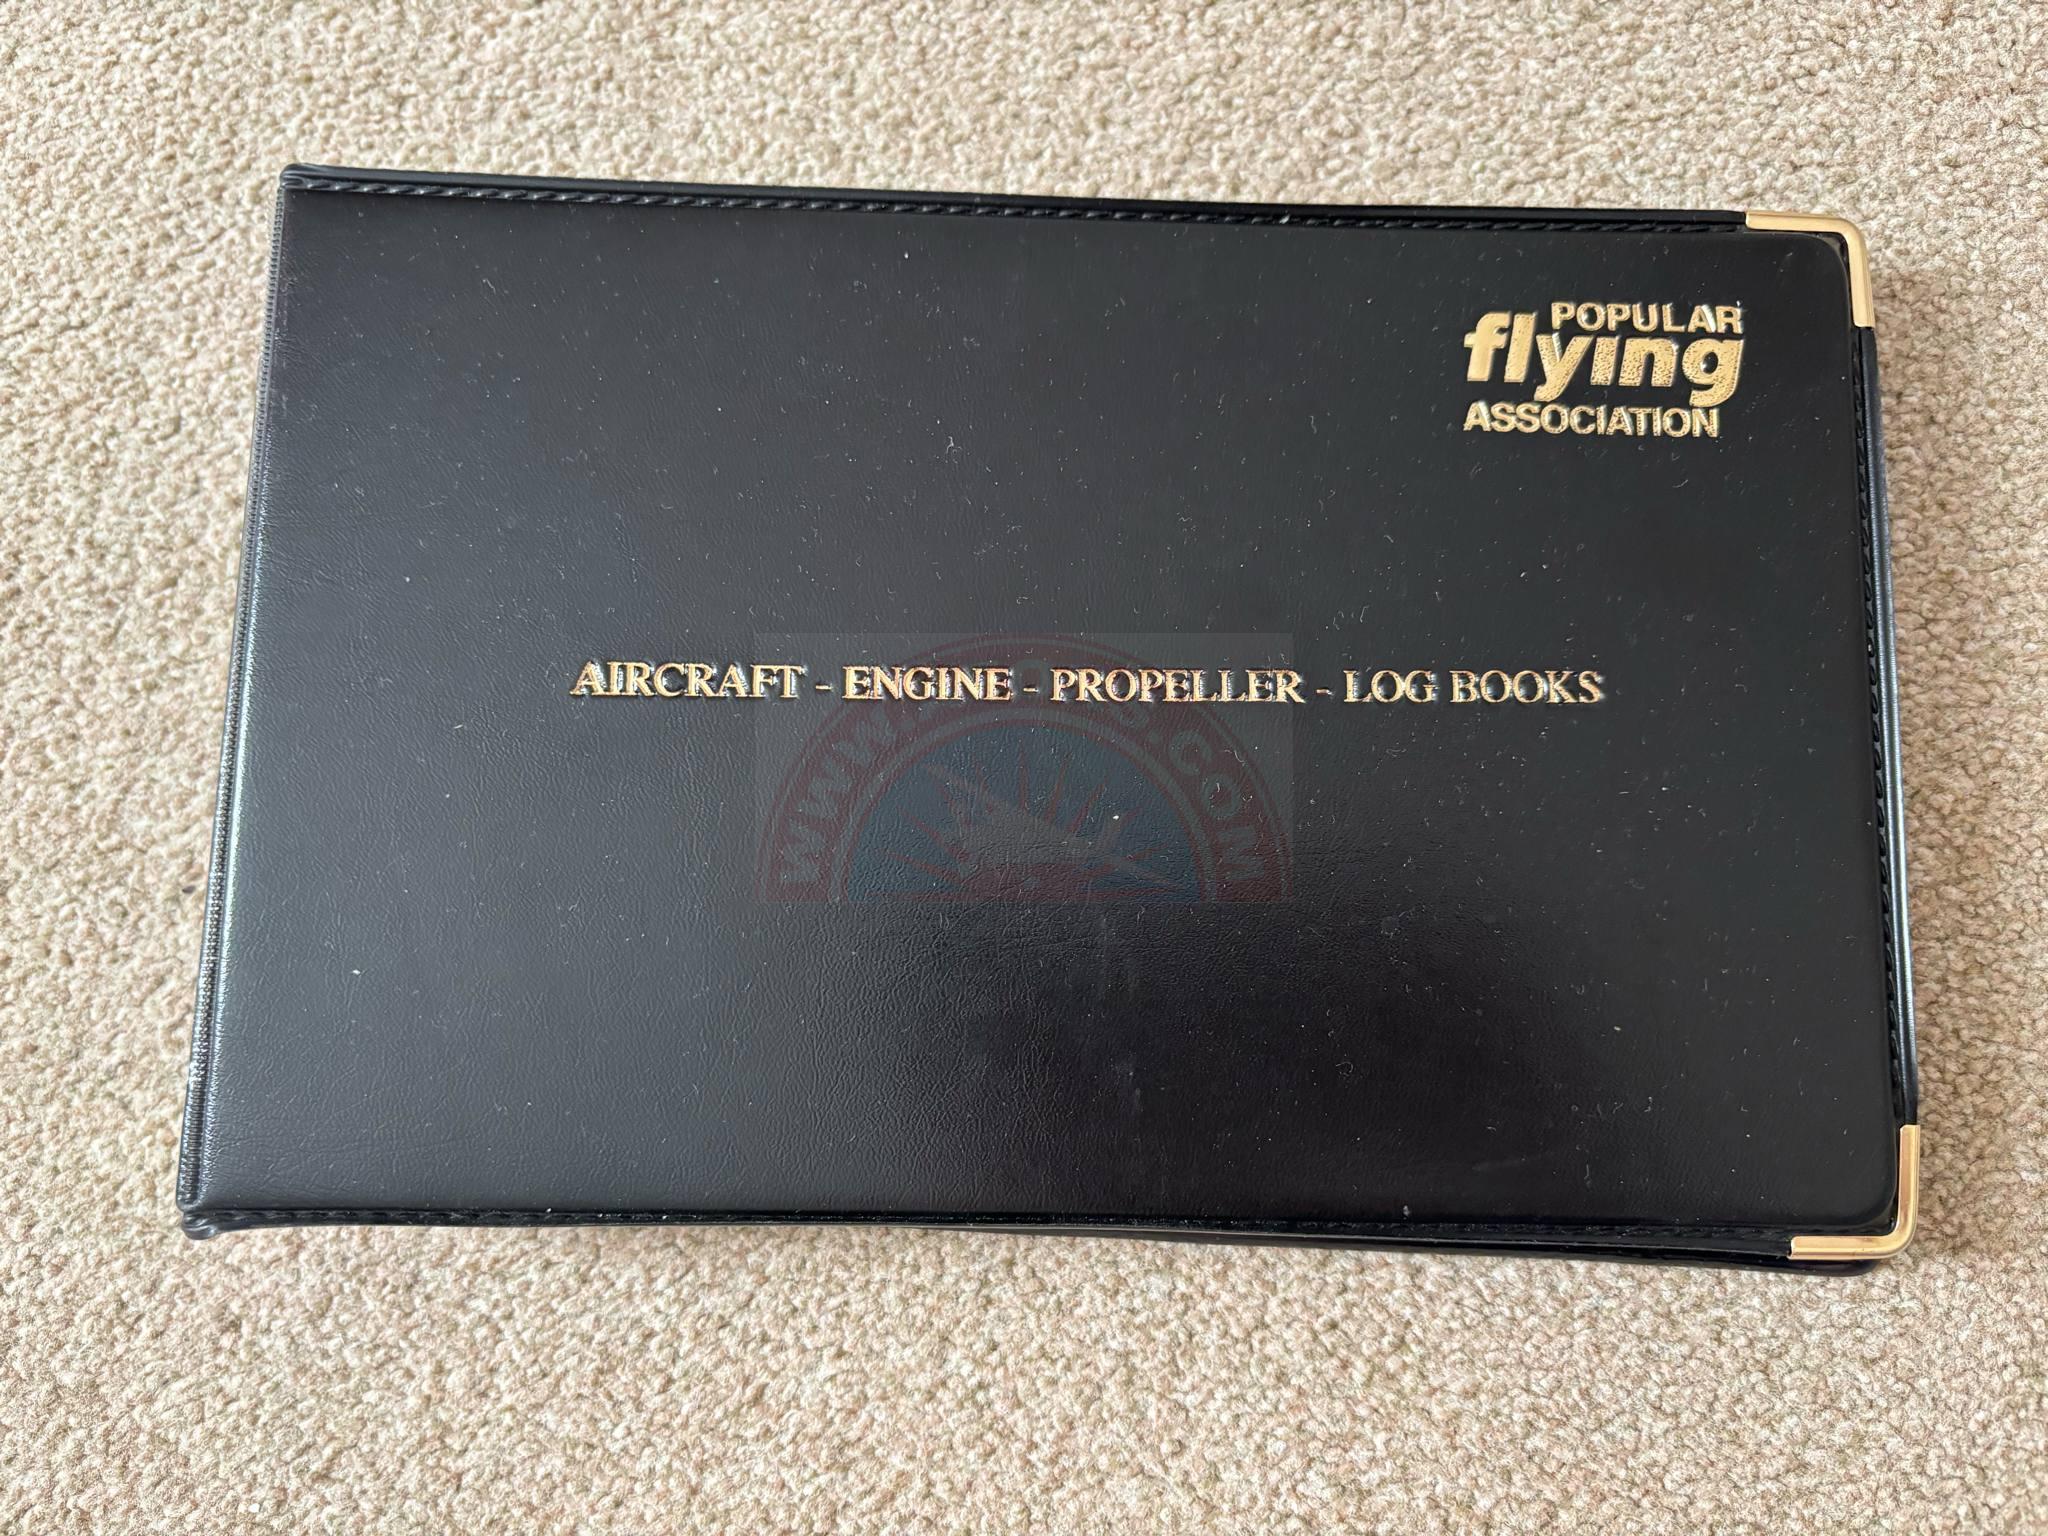 POPULAR
flying
ASSOCIATION
AIRCRAFT - ENGINE - PROPELLER - LOG BOOKS